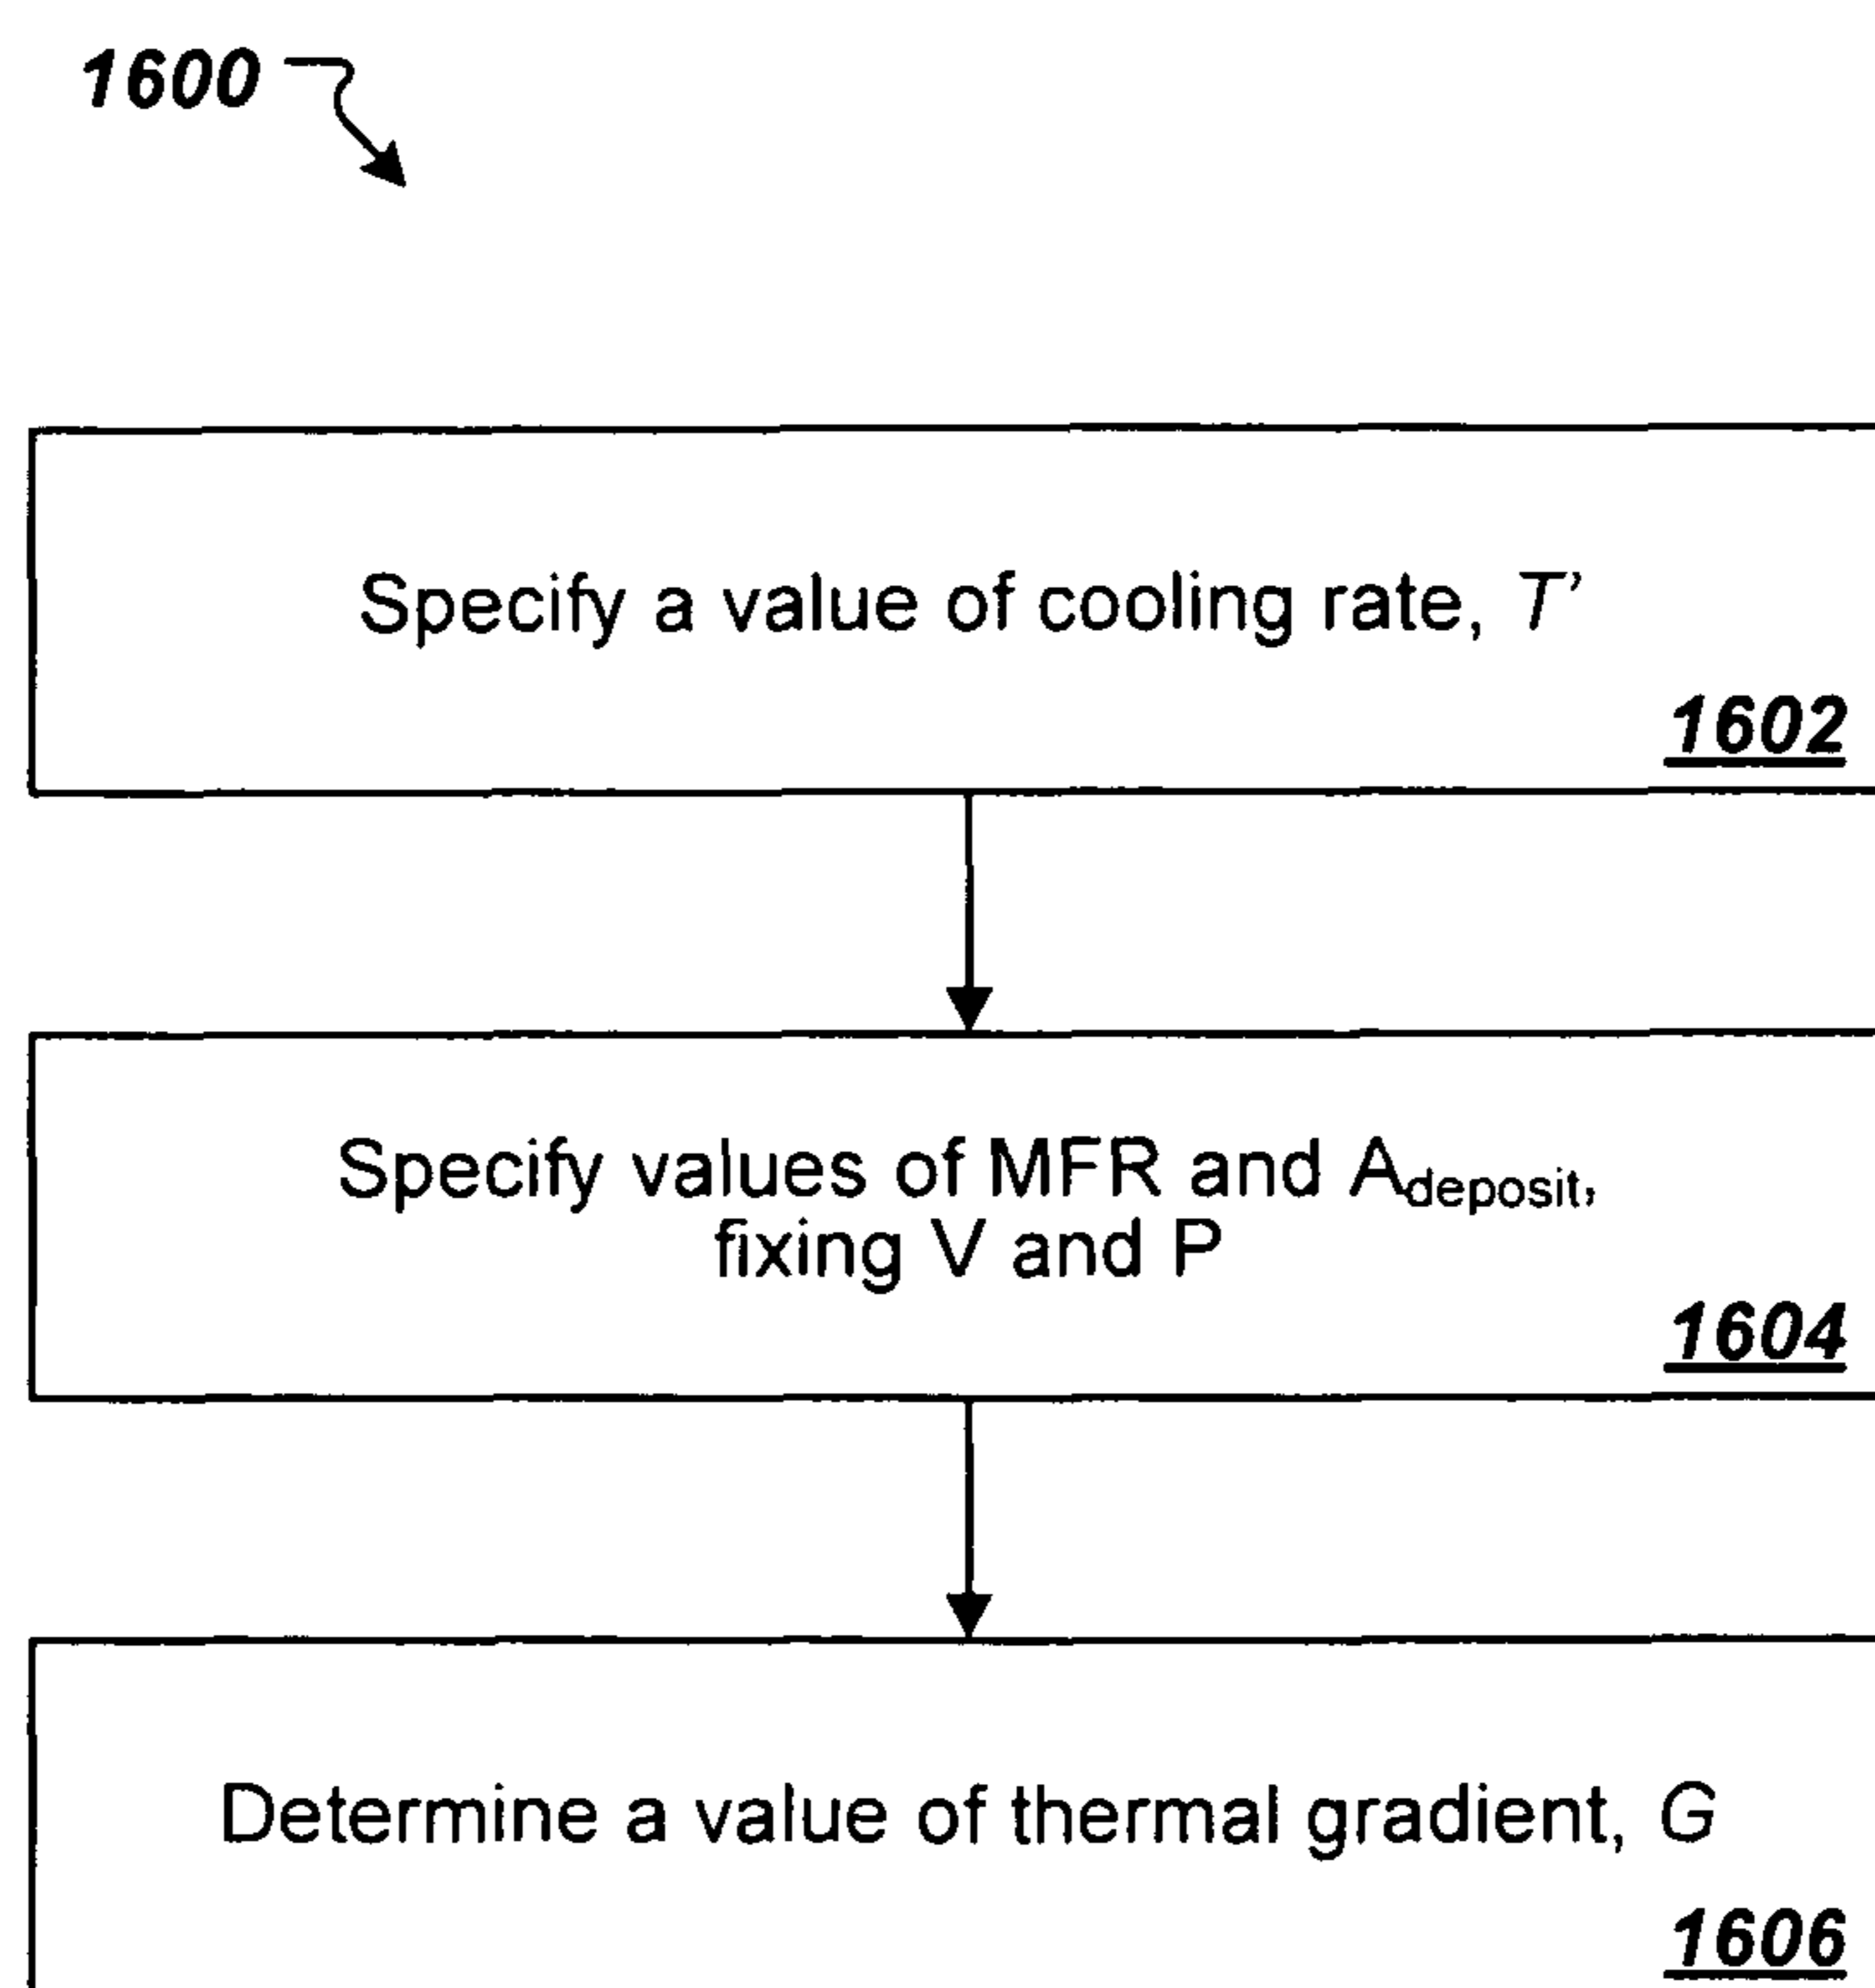 1600
Specify a value of cooling rate, T’
1602
Specify values of MFR and Adeposit,
fixing V and P
1604
Determine a value of thermal gradient, G
1606